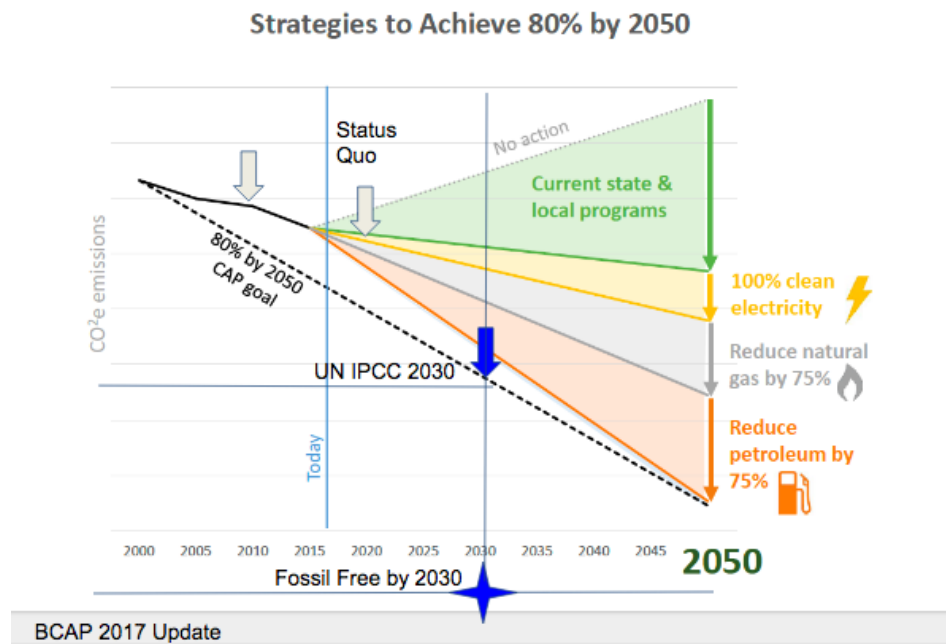 Strategies to Achieve 80% by 2050
Status
Quo
No action
Current state &
local programs
80% by 2050
CAP goal
CO²e emissions
100% clean
electricity
UN IPCC 2030
Reduce natural
gas by 75%
Today
Reduce
petroleum by
75%
2000 2005 2010 2015 2020 2025 2030 2035 2040 2045 2050
Fossil Free by 2030
BCAP 2017 Update